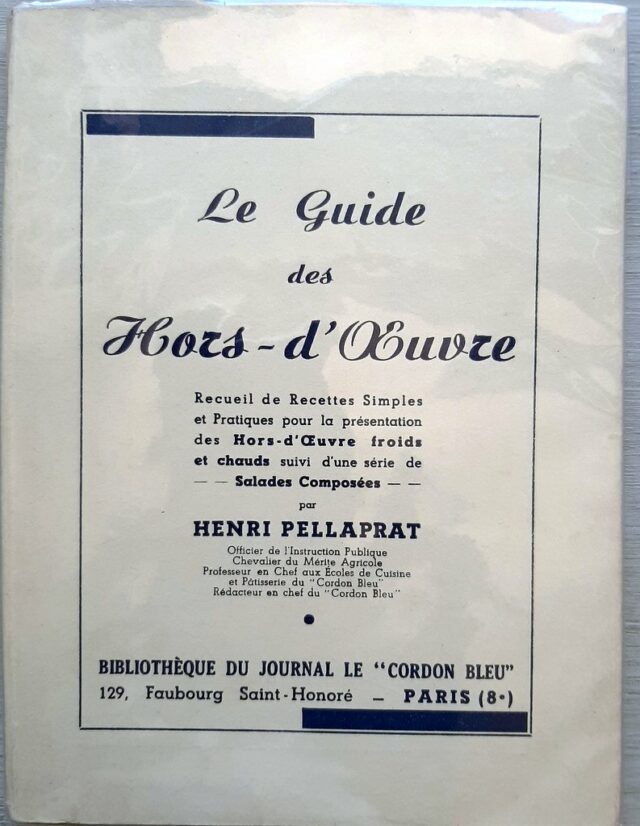 Le Guide
des
Hors-d'Œuvre
Recueil de Recettes Simples
et Pratiques pour la présentation
des Hors-d'Œuvre froids
et chauds suivi d'une série de
— — Salades Composées — —
par
HENRI PELLAPRAT
Officier de l'Instruction Publique
Chevalier du Mérite Agricole
Professeur en Chef aux Écoles de Cuisine
et Pâtisserie du "Cordon Bleu"
Rédacteur en chef du "Cordon Bleu"
BIBLIOTHÈQUE DU JOURNAL LE "CORDON BLEU"
129, Faubourg Saint-Honoré — PARIS (8e)